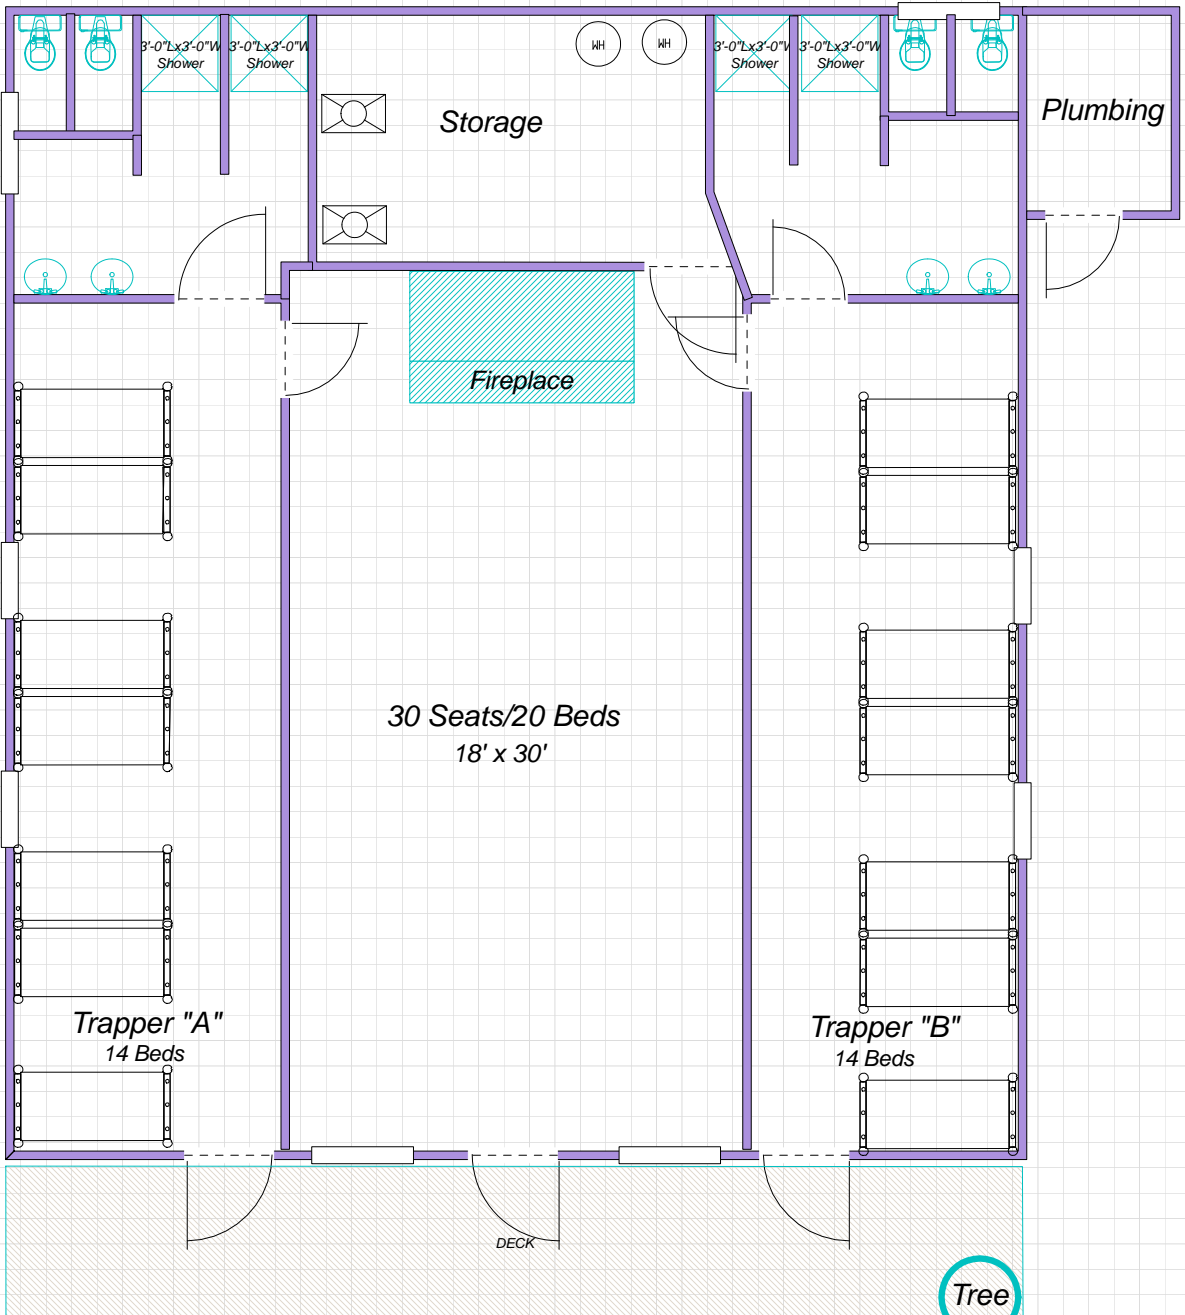 3'-0"Lx3'-0"W
Shower
3'-0"Lx3'-0"W
Shower
WH
WH
3'-0"Lx3'-0"W
Shower
3'-0"Lx3'-0"W
Shower
Storage
Plumbing
Fireplace
30 Seats/20 Beds
18' x 30'
Trapper "A"
14 Beds
Trapper "B"
14 Beds
DECK
Tree